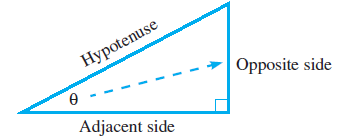 Hypotenuse
Opposite side
θ
Adjacent side